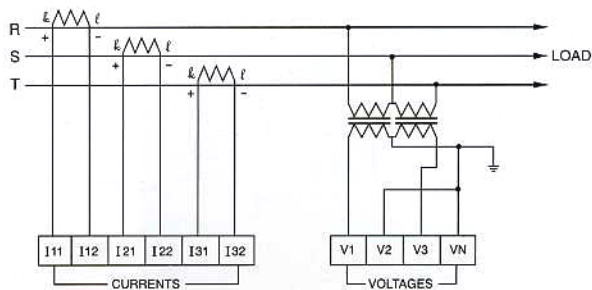 k l
R
+ -
k l
S LOAD
+ -
k l
T
+ -
I11 I12 I21 I22 I31 I32 V1 V2 V3 VN
CURRENTS VOLTAGES